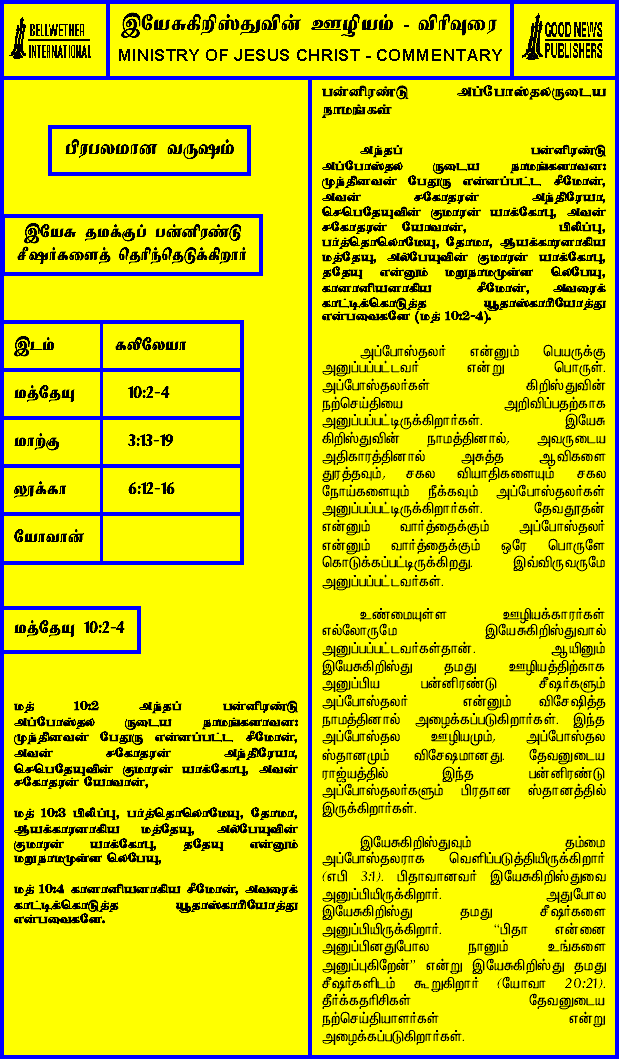 BELLWETHER
INTERNATIONAL
இயேசுகிறிஸ்துவின் ஊழியம் - விரிவுரை
MINISTRY OF JESUS CHRIST - COMMENTARY
GOOD NEWS
PUBLISHERS
பிரபலமான வருஷம்
இயேசு தமக்குப் பன்னிரண்டு
சீஷர்களைத் தெரிந்தெடுக்கிறார்
இடம் கலிலேயா
மத்தேயு 10:2-4
மாற்கு 3:13-19
லூக்கா 6:12-16
யோவான்
மத்தேயு 10:2-4
மத் 10:2 அந்தப் பன்னிரண்டு
அப்போஸ்தல ருடைய நாமங்களாவன:
முந்தினவன் பேதுரு என்னப்பட்ட சீமோன்,
அவன் சகோதரன் அந்திரேயா,
செபெதேயுவின் குமாரன் யாக்கோபு, அவன்
சகோதரன் யோவான்,
மத் 10:3 பிலிப்பு, பர்த்தொலொமேயு, தோமா,
ஆயக்காரனாகிய மத்தேயு, அல்பேயுவின்
குமாரன் யாக்கோபு, ததேயு என்னும்
மறுநாமமுள்ள லெபேயு,
மத் 10:4 கானானியனாகிய சீமோன், அவரைக்
காட்டிக்கொடுத்த யூதாஸ்காரியோத்து
என்பவைகளே.
பன்னிரண்டு அப்போஸ்தலருடைய
நாமங்கள்
அந்தப் பன்னிரண்டு
அப்போஸ்தல ருடைய நாமங்களாவன:
முந்தினவன் பேதுரு என்னப்பட்ட சீமோன்,
அவன் சகோதரன் அந்திரேயா,
செபெதேயுவின் குமாரன் யாக்கோபு, அவன்
சகோதரன் யோவான், பிலிப்பு,
பர்த்தொலொமேயு, தோமா, ஆயக்காரனாகிய
மத்தேயு, அல்பேயுவின் குமாரன் யாக்கோபு,
ததேயு என்னும் மறுநாமமுள்ள லெபேயு,
கானானியனாகிய சீமோன், அவரைக்
காட்டிக்கொடுத்த யூதாஸ்காரியோத்து
என்பவைகளே (மத் 10:2-4).
அப்போஸ்தலர் என்னும் பெயருக்கு
அனுப்பப்பட்டவர் என்று பொருள்.
அப்போஸ்தலர்கள் கிறிஸ்துவின்
நற்செய்தியை அறிவிப்பதற்காக
அனுப்பப்பட்டிருக்கிறார்கள். இயேசு
கிறிஸ்துவின் நாமத்தினால், அவருடைய
அதிகாரத்தினால் அசுத்த ஆவிகளை
துரத்தவும், சகல வியாதிகளையும் சகல
நோய்களையும் நீக்கவும் அப்போஸ்தலர்கள்
அனுப்பப்பட்டிருக்கிறார்கள். தேவதூதன்
என்னும் வார்த்தைக்கும் அப்போஸ்தலர்
என்னும் வார்த்தைக்கும் ஒரே பொருளே
கொடுக்கப்பட்டிருக்கிறது. இவ்விருவருமே
அனுப்பப்பட்டவர்கள்.
உண்மையுள்ள ஊழியக்காரர்கள்
எல்லோருமே இயேசுகிறிஸ்துவால்
அனுப்பப்பட்டவர்கள்தான். ஆயினும்
இயேசுகிறிஸ்து தமது ஊழியத்திற்காக
அனுப்பிய பன்னிரண்டு சீஷர்களும்
அப்போஸ்தலர் என்னும் விசேஷித்த
நாமத்தினால் அழைக்கப்படுகிறார்கள். இந்த
அப்போஸ்தல ஊழியமும், அப்போஸ்தல
ஸ்தானமும் விசேஷமானது. தேவனுடைய
ராஜ்யத்தில் இந்த பன்னிரண்டு
அப்போஸ்தலர்களும் பிரதான ஸ்தானத்தில்
இருக்கிறார்கள்.
இயேசுகிறிஸ்துவும் தம்மை
அப்போஸ்தலராக வெளிப்படுத்தியிருக்கிறார்
(எபி 3:1). பிதாவானவர் இயேசுகிறிஸ்துவை
அனுப்பியிருக்கிறார். அதுபோல
இயேசுகிறிஸ்து தமது சீஷர்களை
அனுப்பியிருக்கிறார். “பிதா என்னை
அனுப்பினதுபோல நானும் உங்களை
அனுப்புகிறேன்” என்று இயேசுகிறிஸ்து தமது
சீஷர்களிடம் கூறுகிறார் (யோவா 20:21).
தீர்க்கதரிசிகள் தேவனுடைய
நற்செய்தியாளர்கள் என்று
அழைக்கப்படுகிறார்கள்.